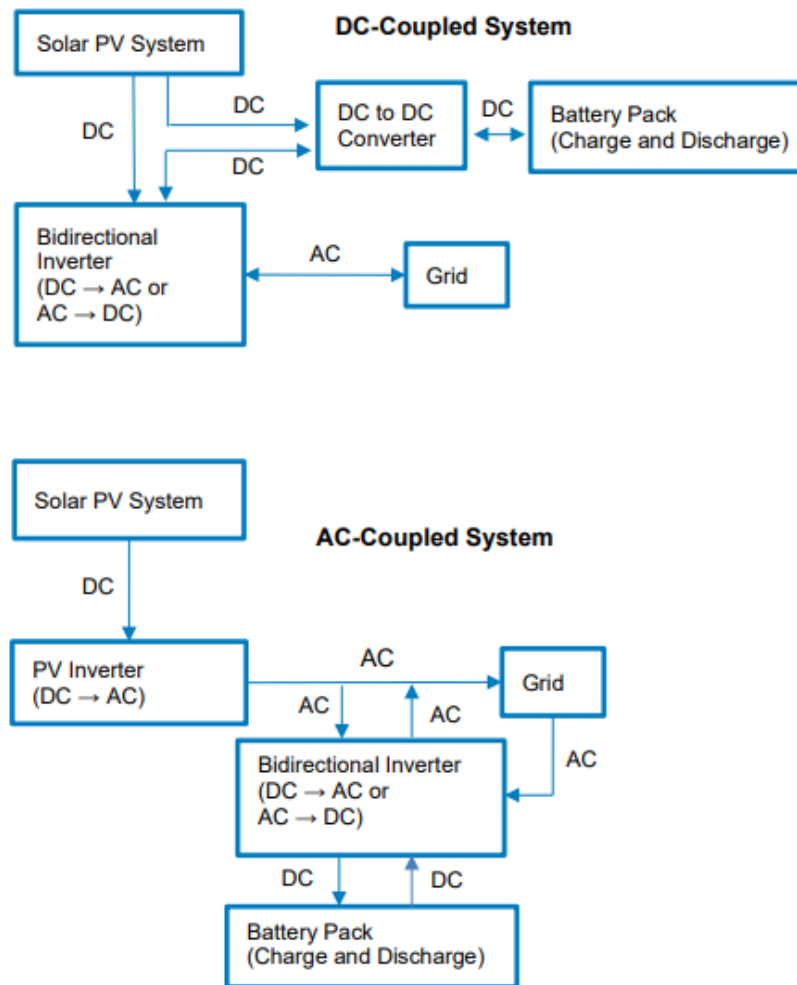 DC-Coupled System
Solar PV System
DC
DC
DC to DC
Converter
DC
Battery Pack
(Charge and Discharge)
DC
Bidirectional
Inverter
(DC → AC or
AC → DC)
AC
Grid
Solar PV System
AC-Coupled System
DC
PV Inverter
(DC → AC)
AC
Grid
AC
AC
AC
Bidirectional Inverter
(DC → AC or
AC → DC)
DC
DC
Battery Pack
(Charge and Discharge)